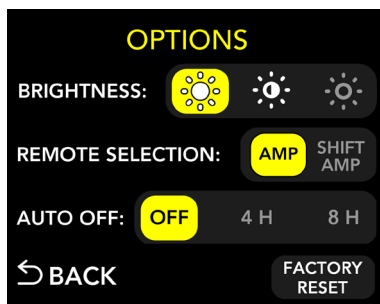 OPTIONS
BRIGHTNESS:
REMOTE SELECTION: AMP SHIFT AMP
AUTO OFF: OFF 4 H 8 H
BACK FACTORY RESET